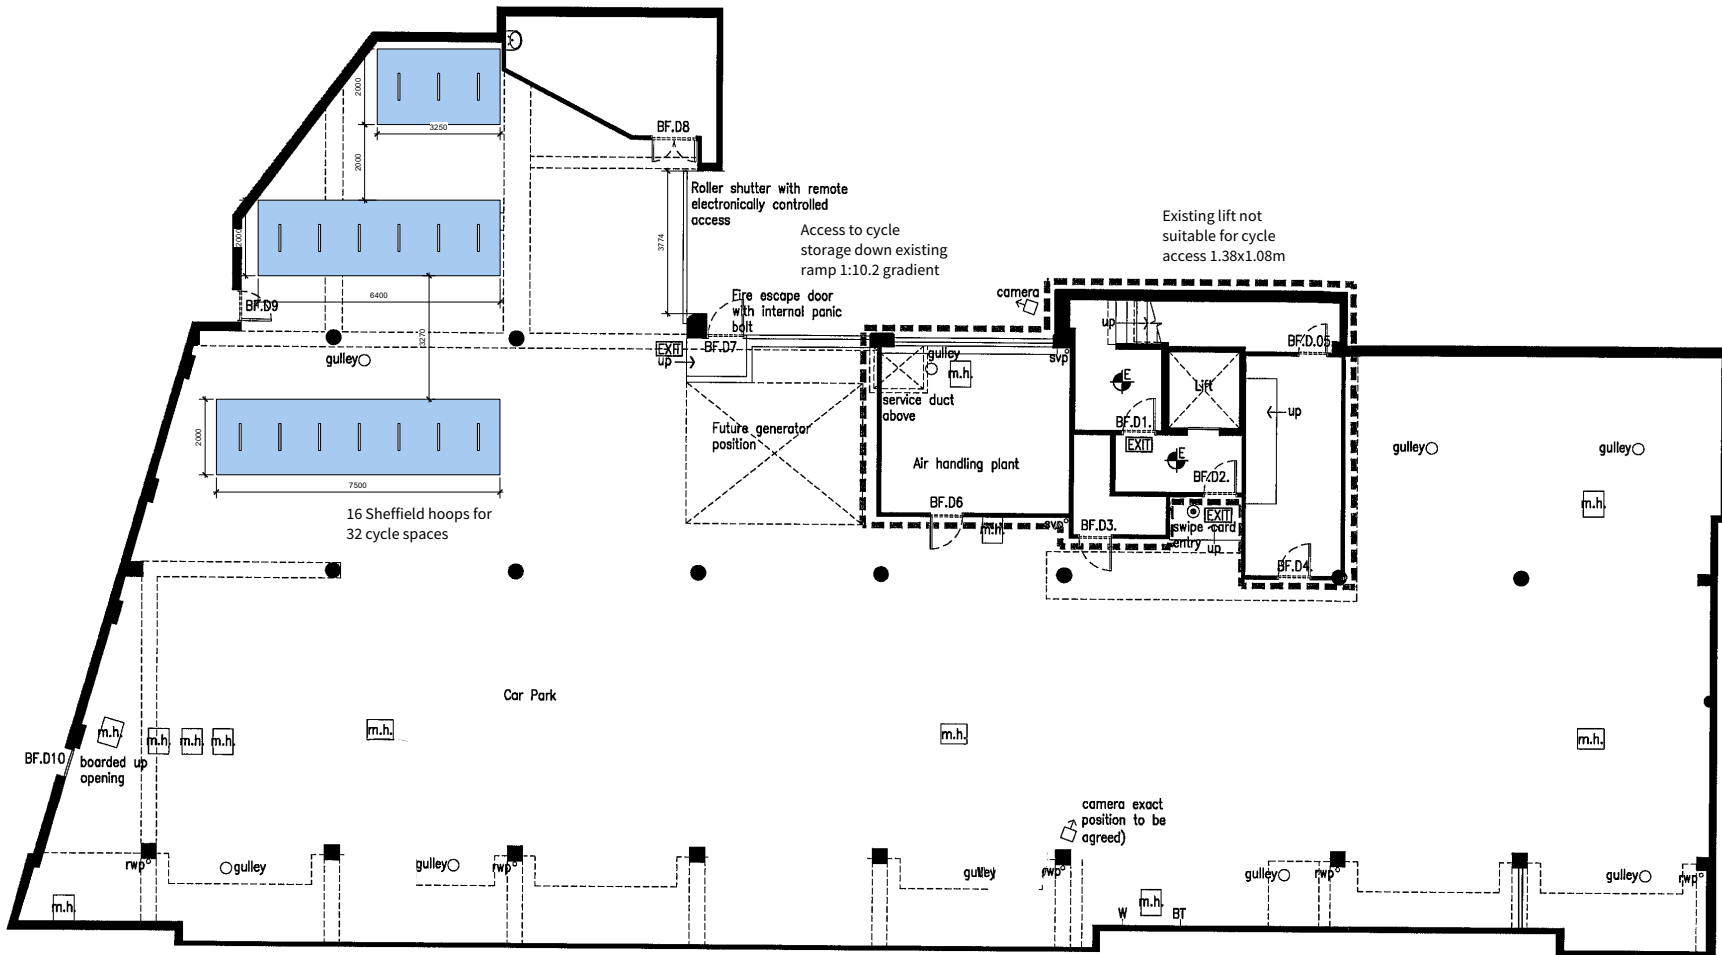 2000
3250
2000
BF.D8
Roller shutter with remote
electronically controlled
access
3774
Access to cycle
storage down existing
ramp 1:10.2 gradient
Existing lift not
suitable for cycle
access 1.38x1.08m
2000
6400
BF.D9
3270
Fire escape door
with internal panic
bolt
BF.D7
EXIT
up
camera
up
BF.D.05
gulley
gulley
m.h.
svp
service duct
above
Lift
up
E
BF.D1.
EXIT
E
BF.D2.
2000
7500
Future generator
position
Air handling plant
BF.D6
m.h.
svp
BF.D3.
EXIT
swipe card
entry
up
BF.D4.
gulley
gulley
m.h.
16 Sheffield hoops for
32 cycle spaces
Car Park
BF.D10
m.h.
m.h.
m.h.
m.h.
boarded up
opening
m.h.
m.h.
m.h.
camera exact
position to be
agreed)
rwp
gulley
gulley
rwp
gulley
rwp
gulley
rwp
gulley
rwp
m.h.
W
m.h.
BT